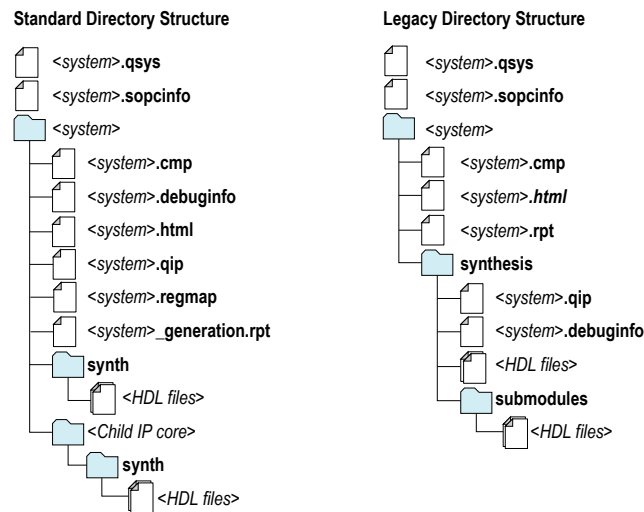 Standard Directory Structure
<system>.qsys
<system>.sopcinfo
<system>
<system>.cmp
<system>.debuginfo
<system>.html
<system>.qip
<system>.regmap
<system>_generation.rpt
synth
<HDL files>
<Child IP core>
synth
<HDL files>
Legacy Directory Structure
<system>.qsys
<system>.sopcinfo
<system>
<system>.cmp
<system>.html
<system>.rpt
synthesis
<system>.qip
<system>.debuginfo
<HDL files>
submodules
<HDL files>